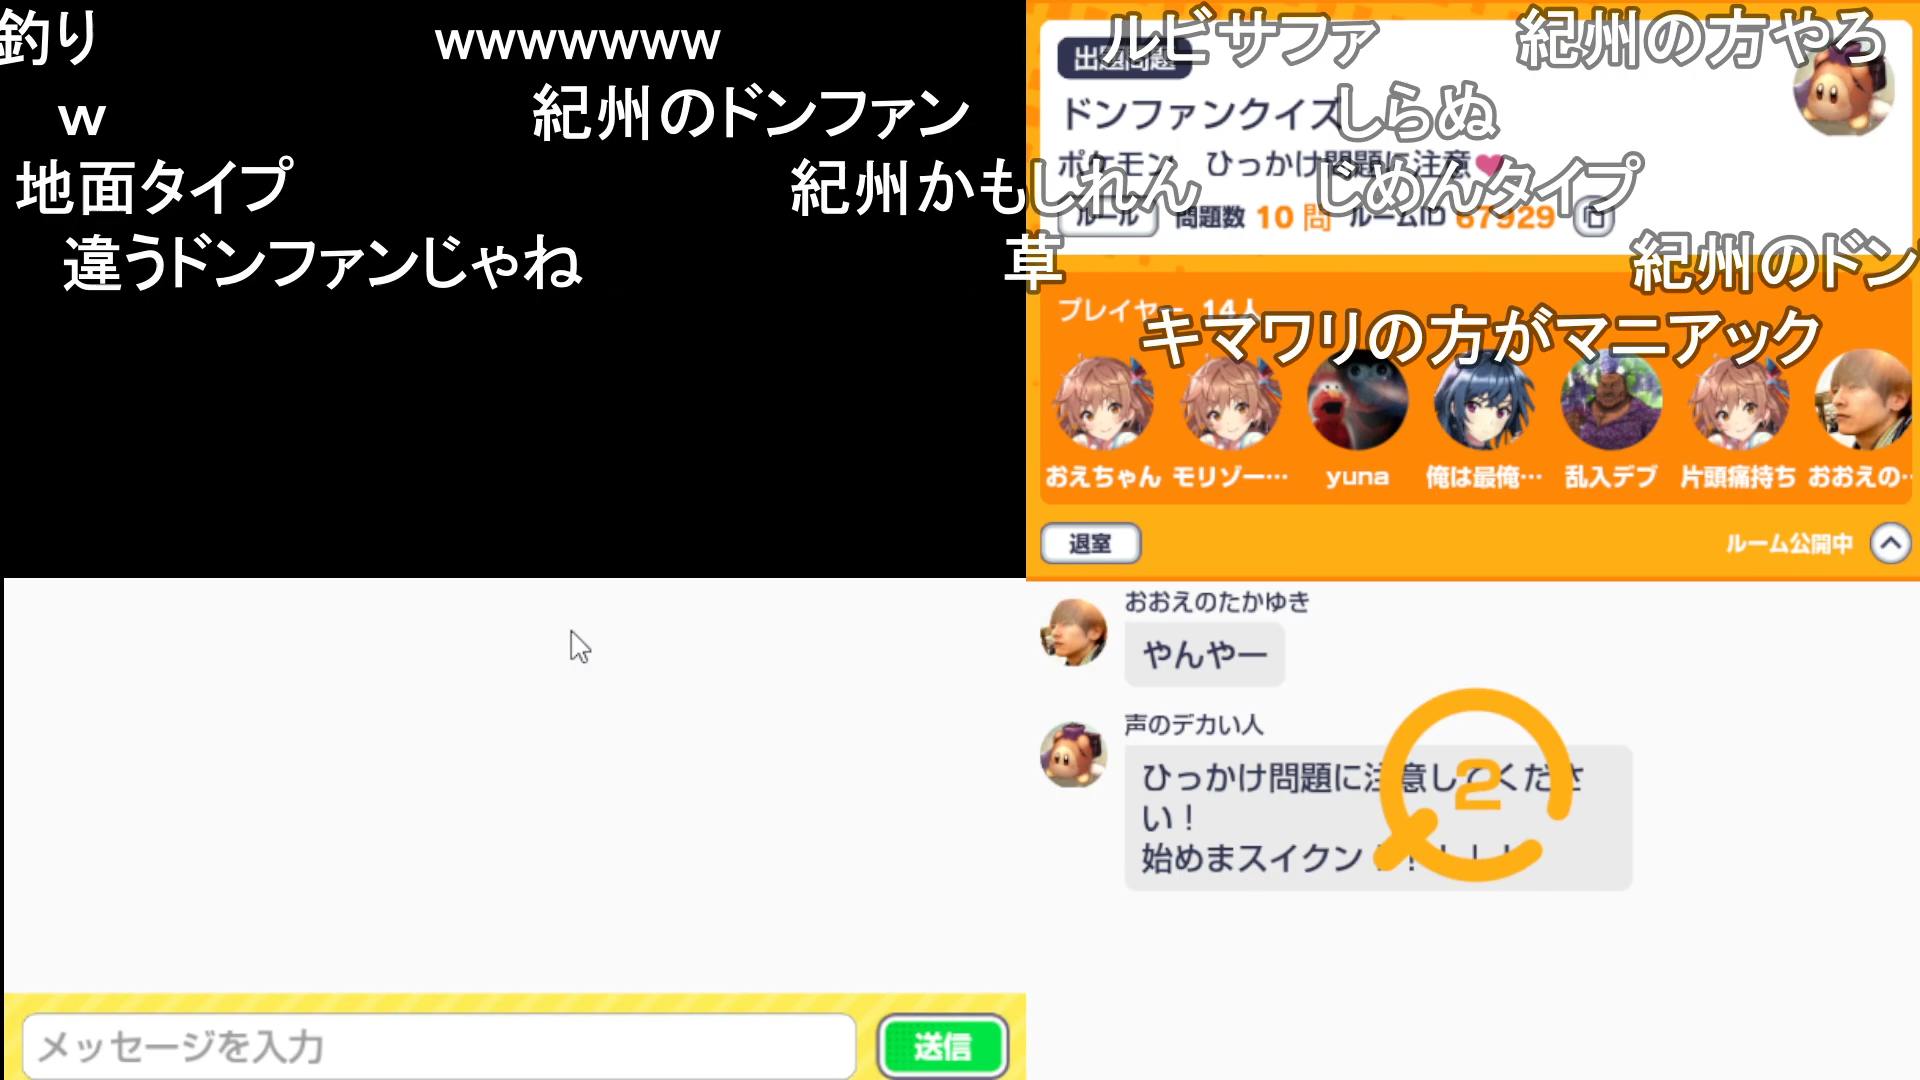 釣り
wwwwwww
ルビサファ
紀州の方やろ
w
紀州のドンファン
しらぬ
地面タイプ
紀州かもしれん
じめんタイプ
違うドンファンじゃね
草
紀州のドン
キマワリの方がマニアック
出題問題
ドンファンクイズ
ポケモン ひっかけ問題に注意
ルール 問題数 10 問 ルームID 67929
プレイヤー 14人
おえちゃん モリゾー… yuna 俺は最俺… 乱入デブ 片頭痛持ち おおえの…
退室
ルーム公開中
おおえのたかゆき
やんやー
声のデカい人
ひっかけ問題に注意してくださ
い！
始めまスイクン！！！！！
2
メッセージを入力
送信